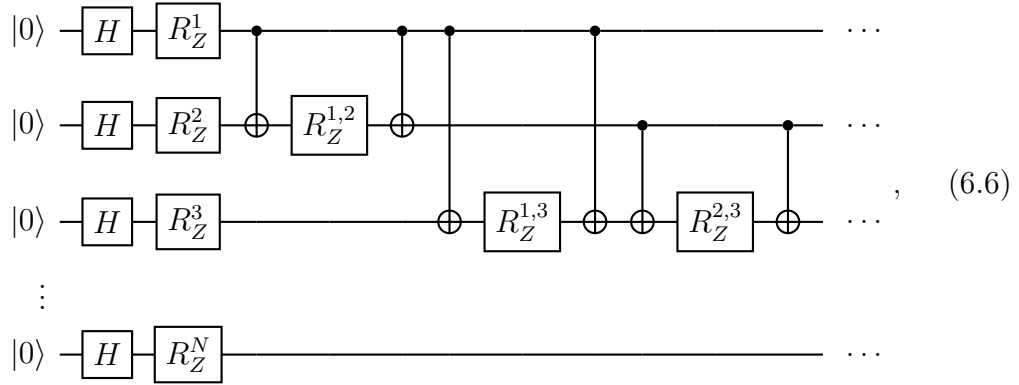 |0⟩ H R_Z^1 ···
|0⟩ H R_Z^2 R_Z^{1,2} ···
, (6.6)
|0⟩ H R_Z^3 R_Z^{1,3} R_Z^{2,3} ···
⋮
|0⟩ H R_Z^N ···